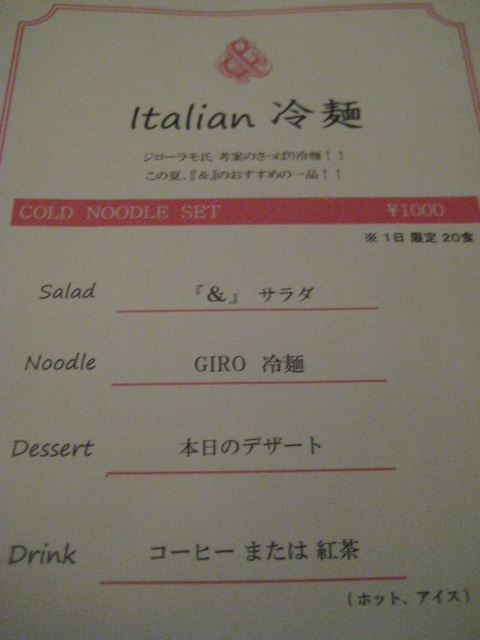 &
Italian 冷麺
ジローラモ氏 考案のさっぱり冷麺！！
この夏、『&』のおすすめの一品！！
COLD NOODLE SET ¥1000
※ 1日 限定 20食
Salad 『&』 サラダ
Noodle GIRO 冷麺
Dessert 本日のデザート
Drink コーヒー または 紅茶
(ホット、アイス)